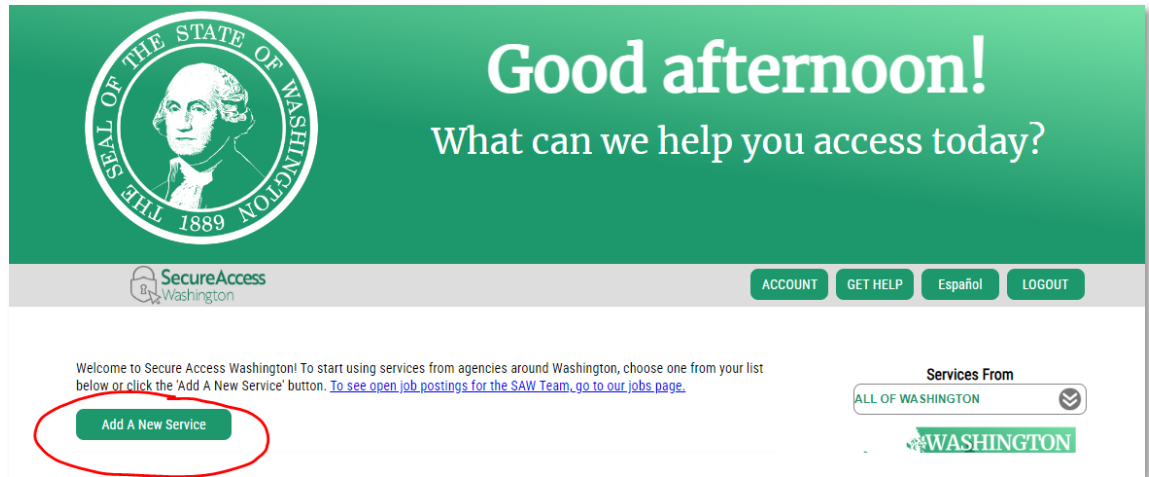 THE SEAL OF THE STATE OF WASHINGTON
1889
Good afternoon!
What can we help you access today?
SecureAccess
Washington
ACCOUNT
GET HELP
Español
LOGOUT
Welcome to Secure Access Washington! To start using services from agencies around Washington, choose one from your list
below or click the 'Add A New Service' button. To see open job postings for the SAW Team, go to our jobs page.
Add A New Service
Services From
ALL OF WASHINGTON
WASHINGTON